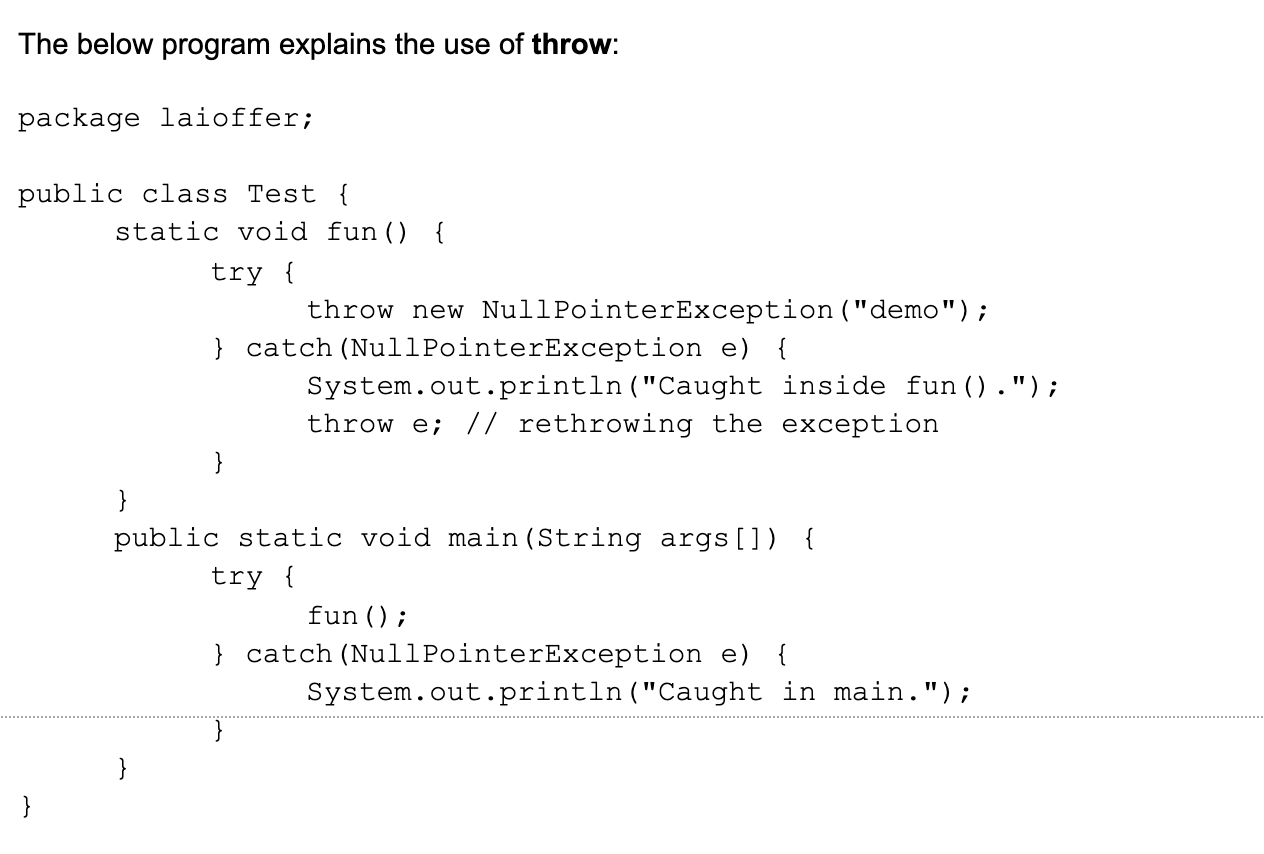 The below program explains the use of throw:
package laioffer;
public class Test {
static void fun() {
try {
throw new NullPointerException("demo");
} catch(NullPointerException e) {
System.out.println("Caught inside fun().");
throw e; // rethrowing the exception
}
}
public static void main(String args[]) {
try {
fun();
} catch(NullPointerException e) {
System.out.println("Caught in main.");
}
}
}